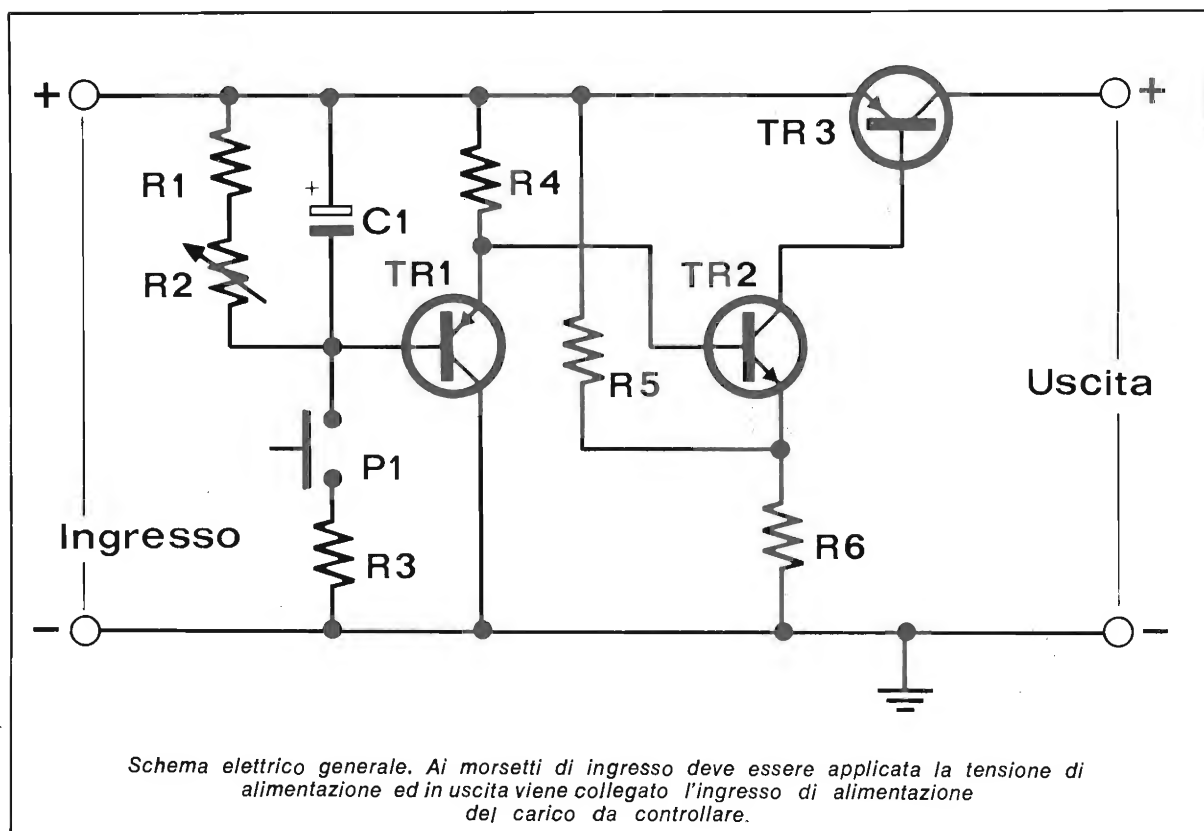 +
+
R1
+
C1
R4
TR3
R2
TR1
TR2
R5
Uscita
P1
Ingresso
R3
R6
-
-
Schema elettrico generale. Ai morsetti di ingresso deve essere applicata la tensione di
alimentazione ed in uscita viene collegato l'ingresso di alimentazione
del carico da controllare.